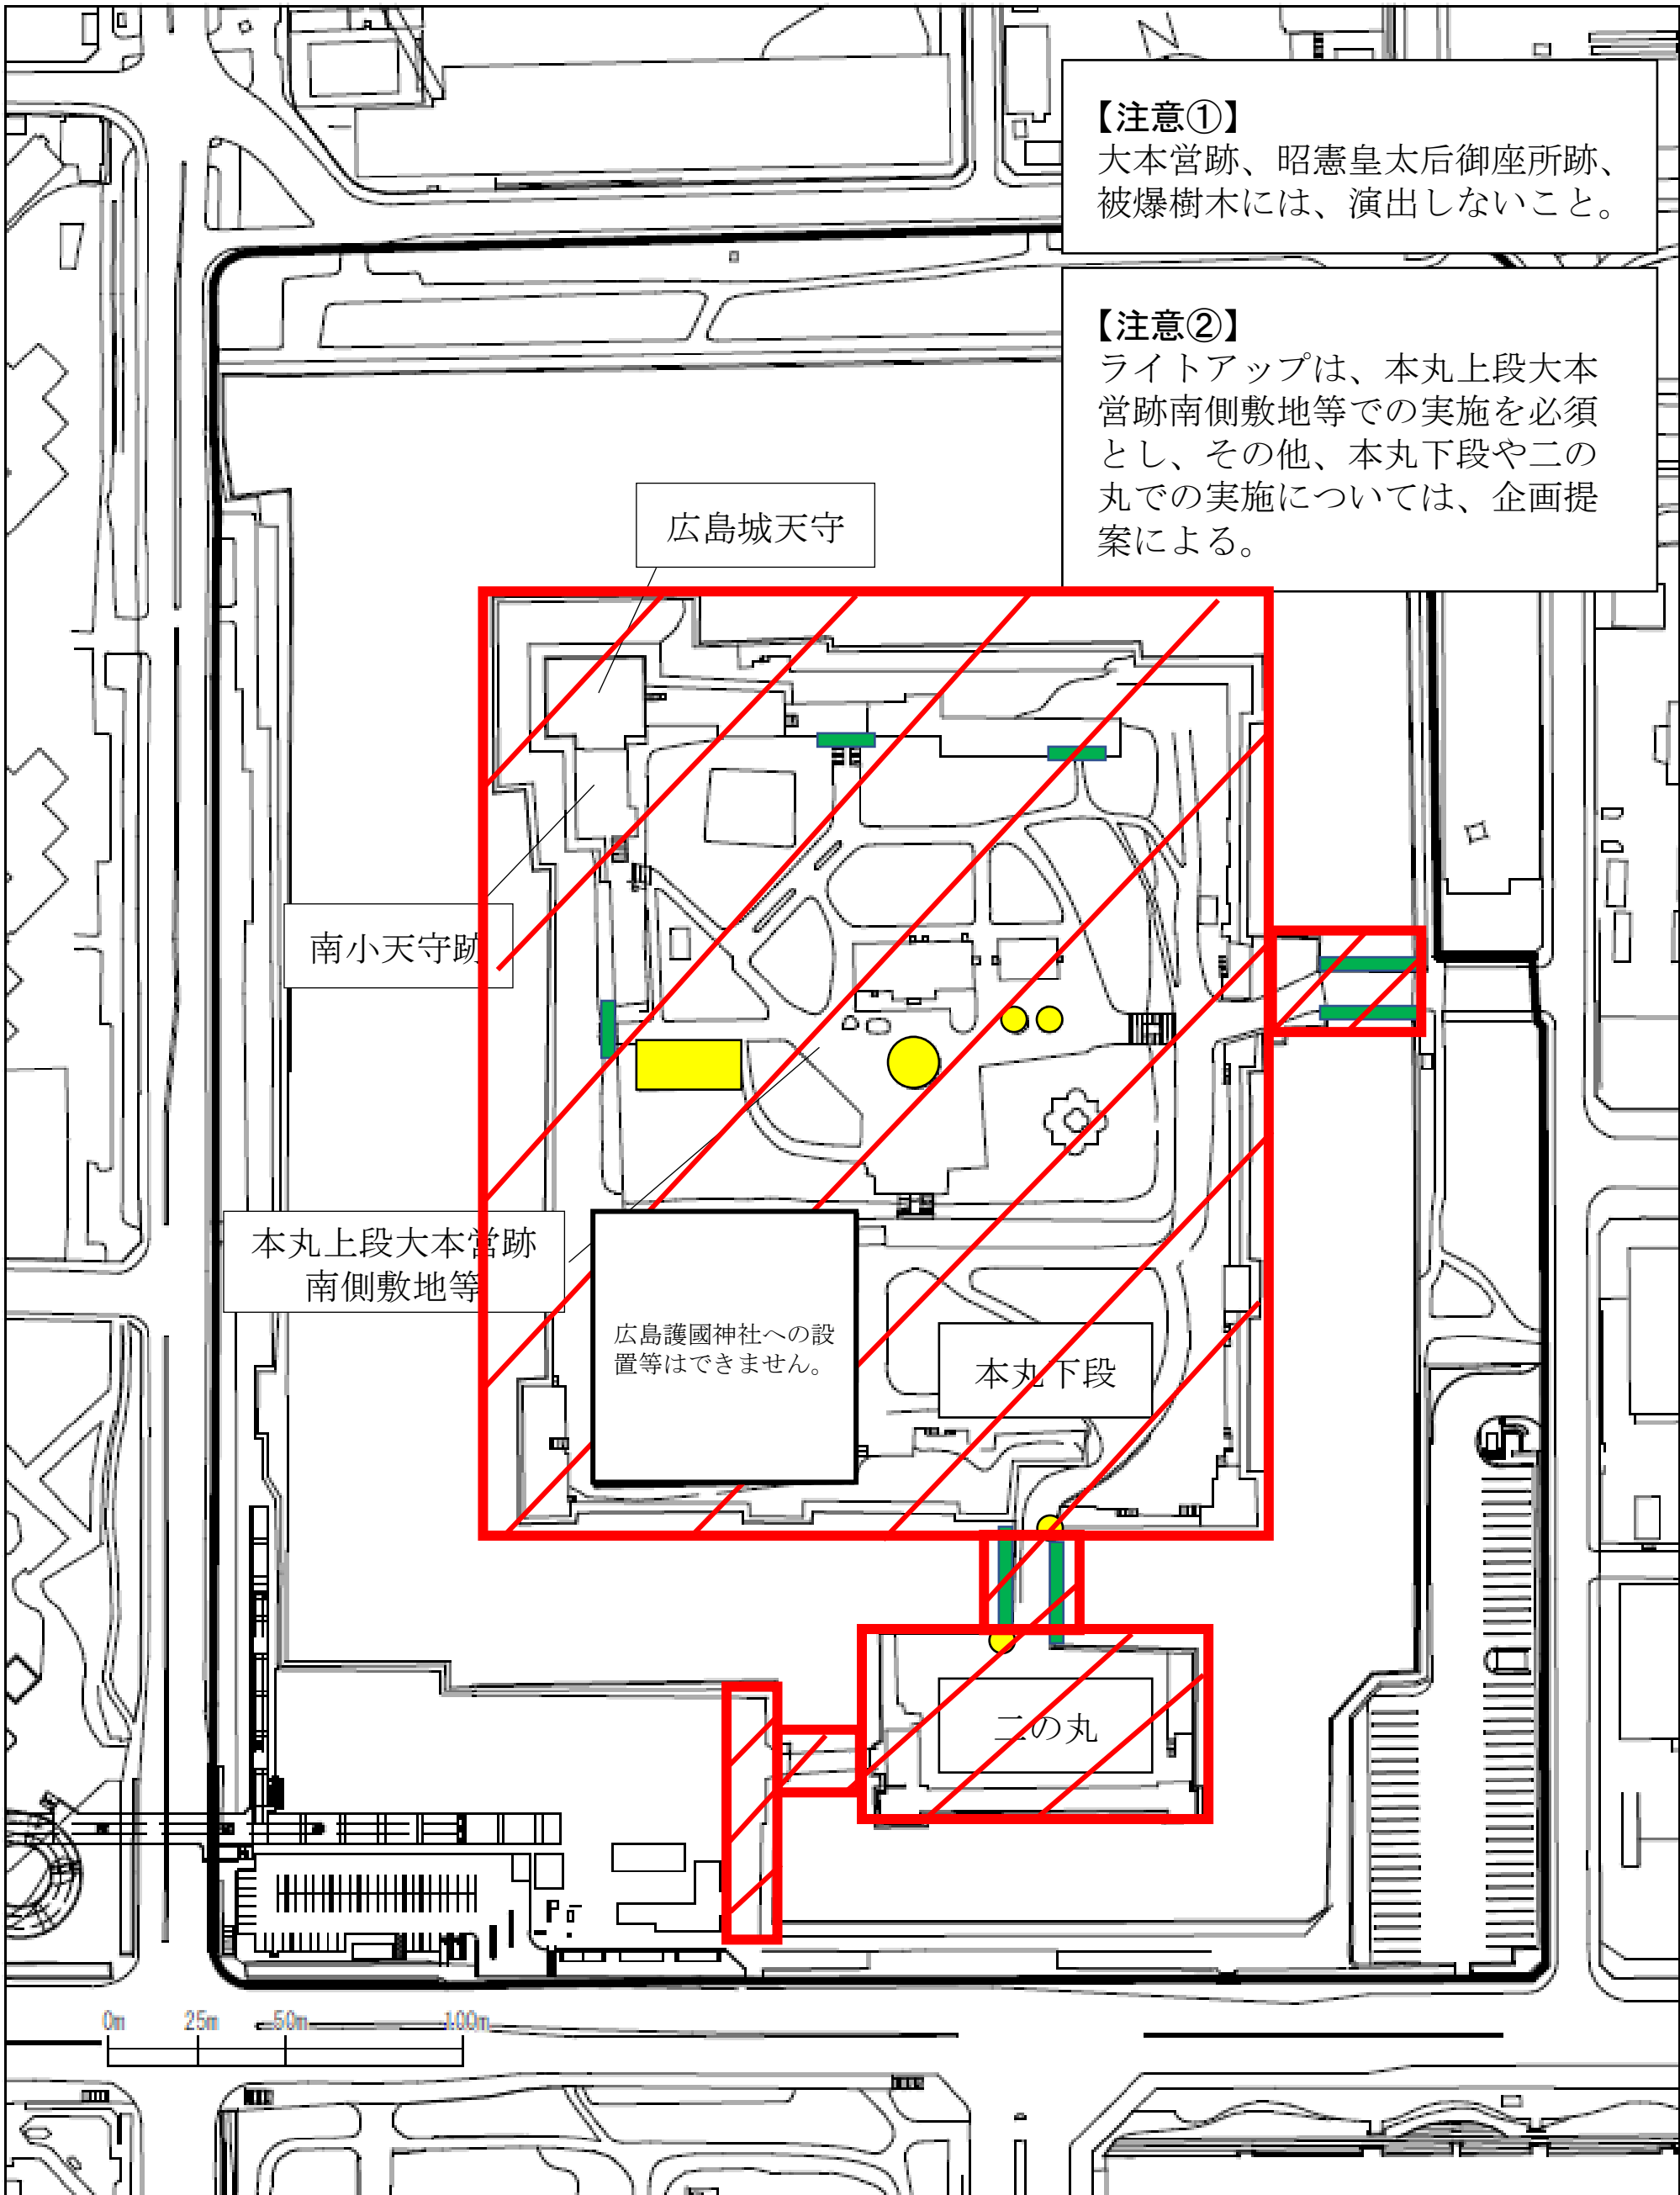 【注意①】
大本営跡、昭憲皇太后御座所跡、
被爆樹木には、演出しないこと。
【注意②】
ライトアップは、本丸上段大本
営跡南側敷地等での実施を必須
とし、その他、本丸下段や二の
丸での実施については、企画提
案による。
広島城天守
南小天守跡
本丸上段大本営跡
南側敷地等
広島護國神社への設
置等はできません。
本丸下段
二の丸
0m 25m 50m 100m